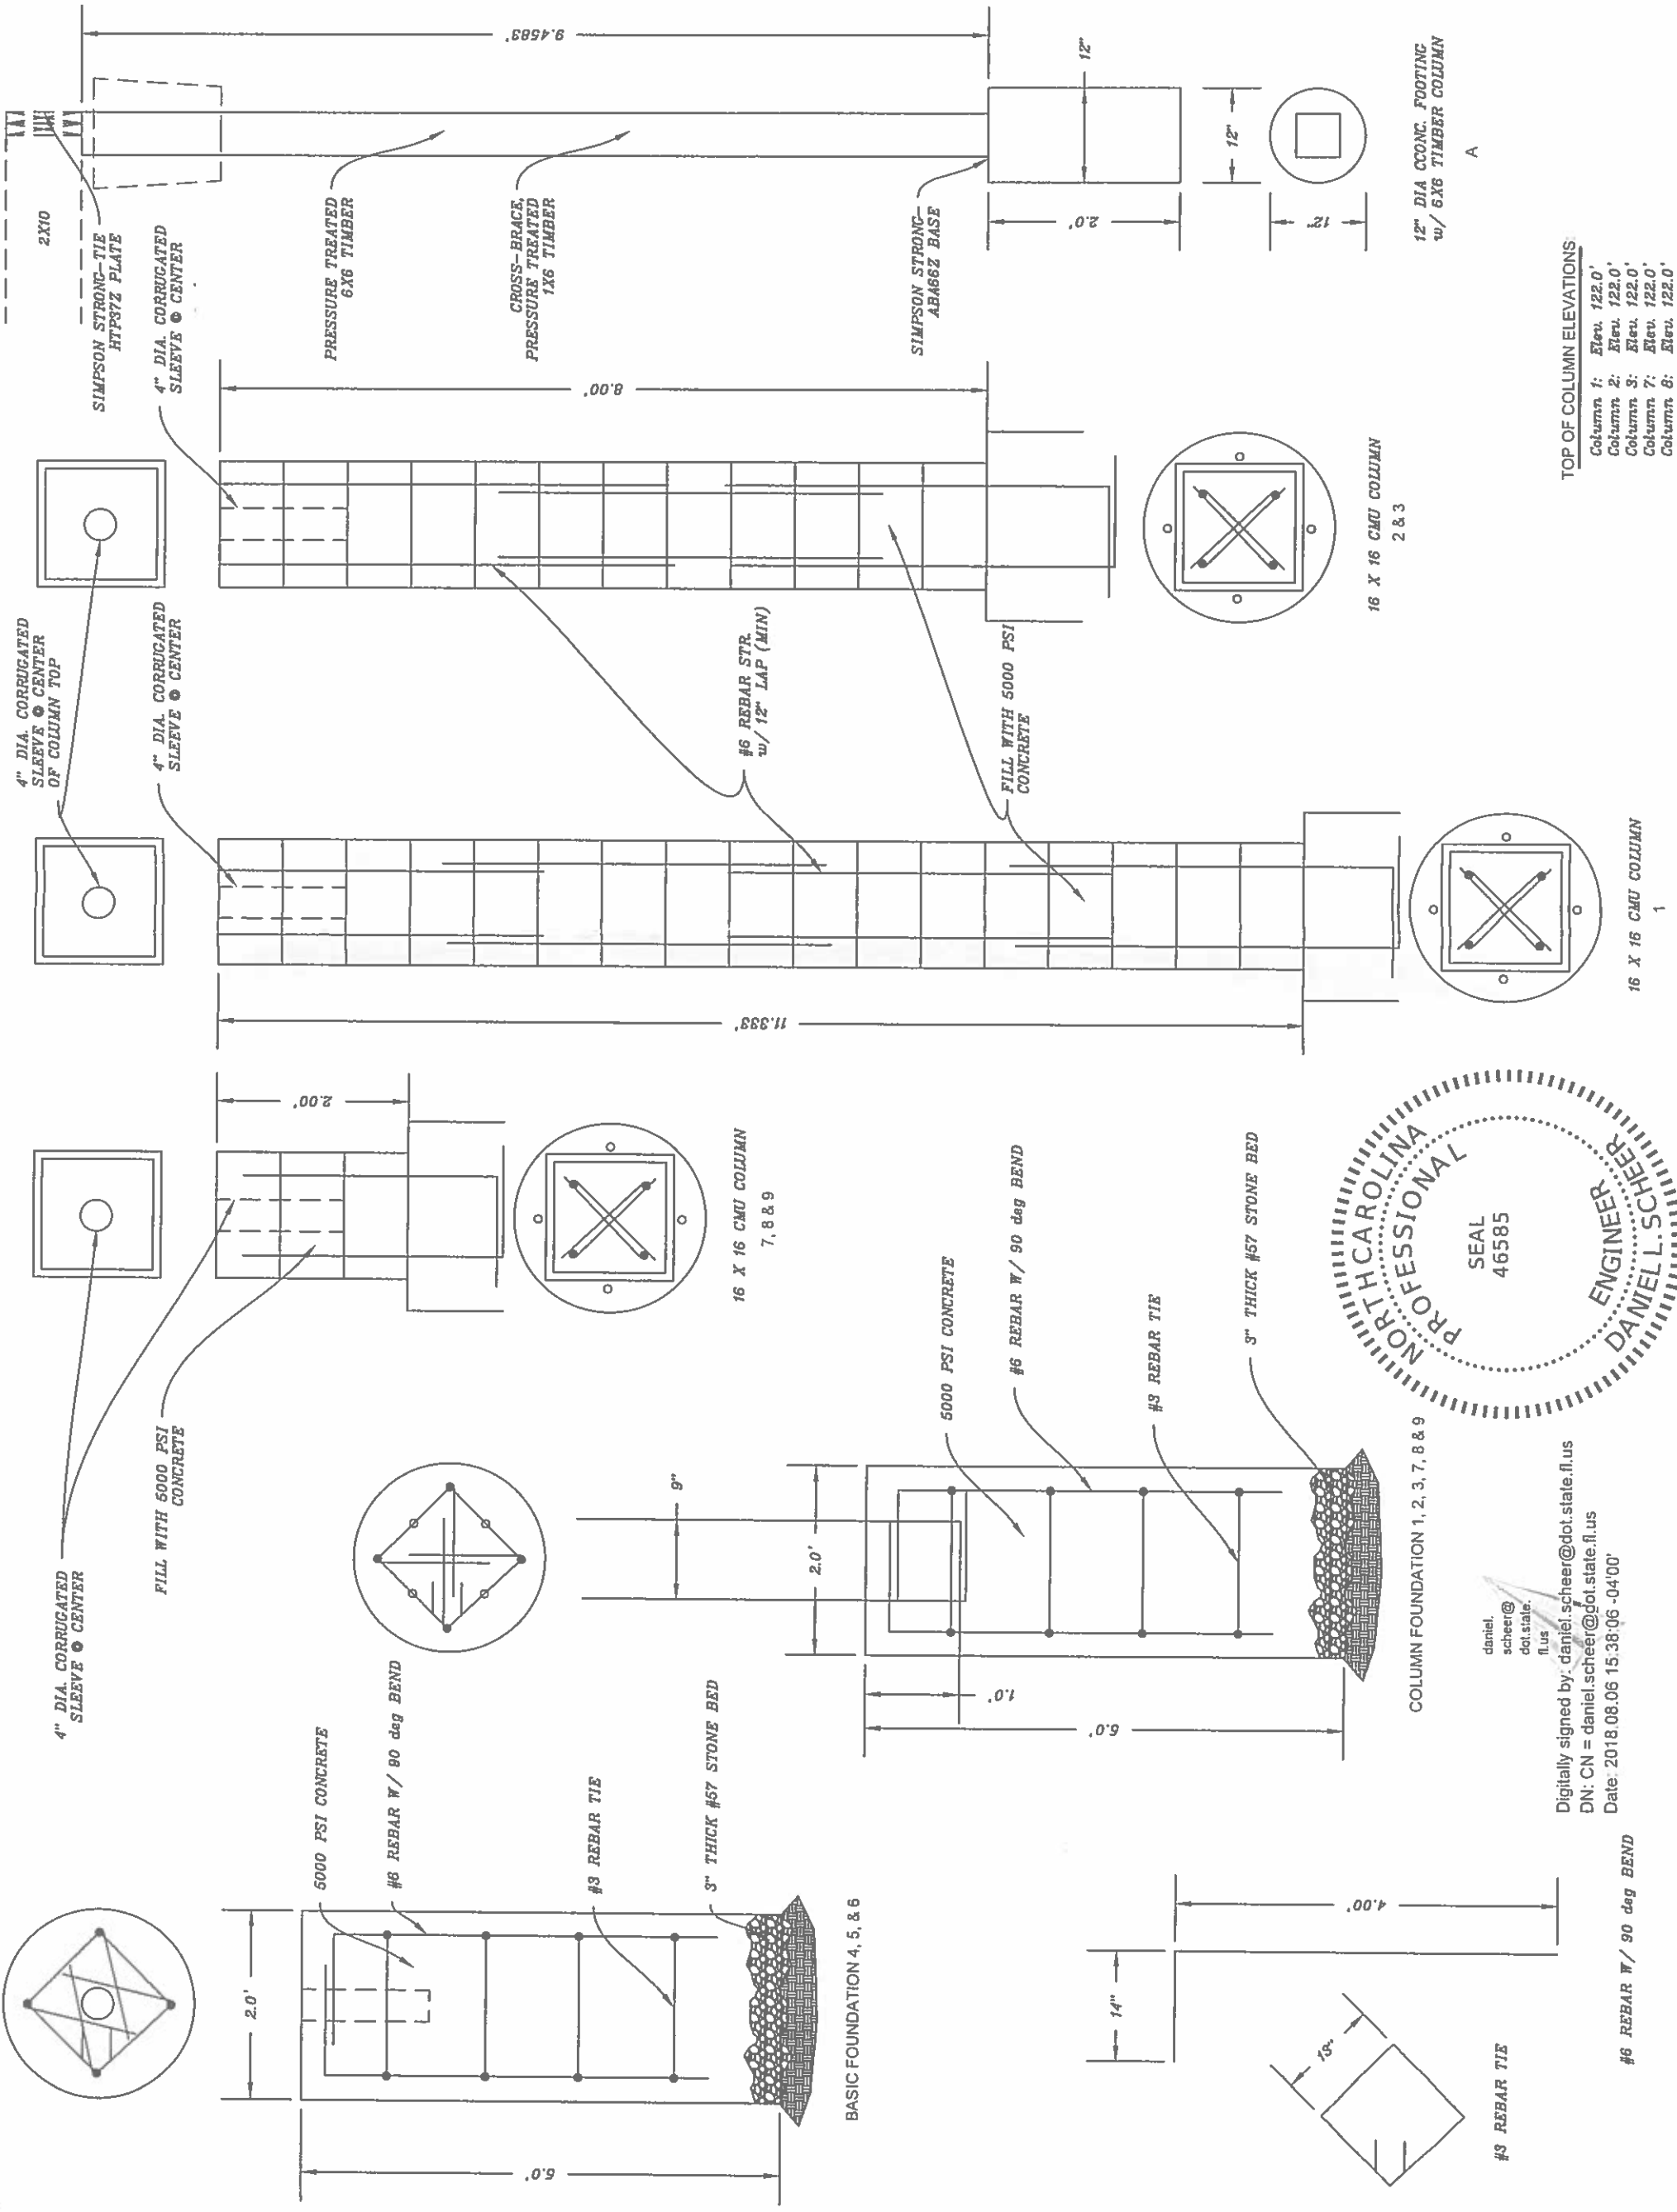 4" DIA. CORRUGATED
SLEEVE @ CENTER
OF COLUMN TOP
4" DIA. CORRUGATED
SLEEVE @ CENTER
4" DIA. CORRUGATED
SLEEVE @ CENTER
4" DIA. CORRUGATED
SLEEVE @ CENTER
SIMPSON STRONG-TIE
HTP37Z PLATE
2X10
9.4583'
PRESSURE TREATED
6X6 TIMBER
CROSS-BRACE,
PRESSURE TREATED
1X6 TIMBER
SIMPSON STRONG-
ABA66Z BASE
12"
2.0'
12"
12"
12" DIA CCONC. FOOTING
w/ 6X6 TIMBER COLUMN
A
8.00'
16 X 16 CMU COLUMN
2 & 3
#6 REBAR STR.
w/ 12" LAP (MIN)
FILL WITH 5000 PSI
CONCRETE
11.333'
16 X 16 CMU COLUMN
1
2.00'
FILL WITH 5000 PSI
CONCRETE
16 X 16 CMU COLUMN
7, 8 & 9
9"
2.0'
1.0'
5.0'
5000 PSI CONCRETE
#6 REBAR W/ 90 deg BEND
#3 REBAR TIE
3" THICK #57 STONE BED
COLUMN FOUNDATION 1, 2, 3, 7, 8 & 9
2.0'
5.0'
5000 PSI CONCRETE
#6 REBAR W/ 90 deg BEND
#3 REBAR TIE
3" THICK #57 STONE BED
BASIC FOUNDATION 4, 5, & 6
13"
#3 REBAR TIE
14"
4.00'
#6 REBAR W/ 90 deg BEND
TOP OF COLUMN ELEVATIONS:
Column 1: Elev. 122.0'
Column 2: Elev. 122.0'
Column 3: Elev. 122.0'
Column 7: Elev. 122.0'
Column 8: Elev. 122.0'
NORTH CAROLINA
PROFESSIONAL
SEAL
46585
ENGINEER
DANIEL L. SCHEER
daniel.
scheer@
dot.state.
fl.us
Digitally signed by: daniel.scheer@dot.state.fl.us
DN: CN = daniel.scheer@dot.state.fl.us
Date: 2018.08.06 15:38:06 -04'00'